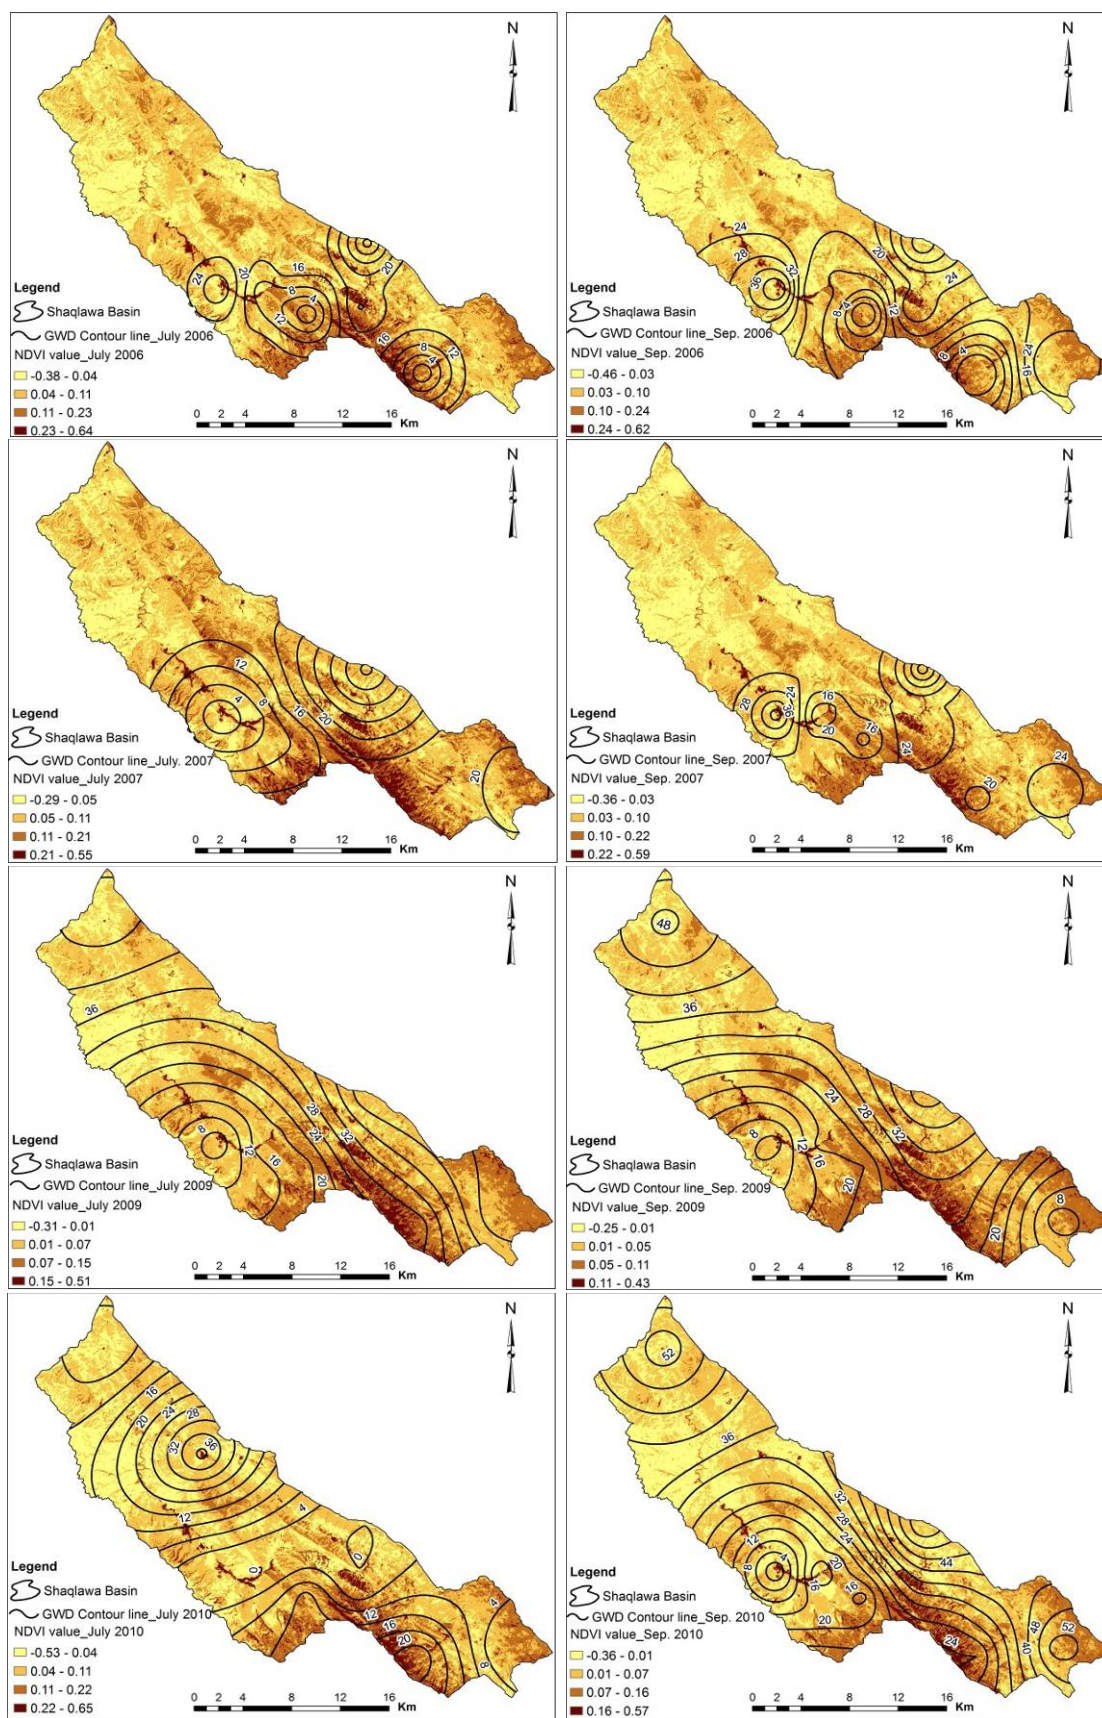 N
24
20
16
20
16
8
4
12
16
8
4
12
Legend
Shaqlawa Basin
GWD Contour line_July 2006
NDVI value_July 2006
-0.38 - 0.04
0.04 - 0.11
0.11 - 0.23
0.23 - 0.64
0 2 4 8 12 16
Km
N
24
28
36
32
20
24
8
4
12
8
4
16
24
Legend
Shaqlawa Basin
GWD Contour line_Sep. 2006
NDVI value_Sep. 2006
-0.46 - 0.03
0.03 - 0.10
0.10 - 0.24
0.24 - 0.62
0 2 4 8 12 16
Km
N
12
4
8
16
20
20
Legend
Shaqlawa Basin
GWD Contour line_July. 2007
NDVI value_July 2007
-0.29 - 0.05
0.05 - 0.11
0.11 - 0.21
0.21 - 0.55
0 2 4 8 12 16
Km
N
28
24
36
16
20
16
24
20
24
Legend
Shaqlawa Basin
GWD Contour line_Sep. 2007
NDVI value_Sep. 2007
-0.36 - 0.03
0.03 - 0.10
0.10 - 0.22
0.22 - 0.59
0 2 4 8 12 16
Km
N
36
28
32
24
8
12
16
20
Legend
Shaqlawa Basin
GWD Contour line_July 2009
NDVI value_July 2009
-0.31 - 0.01
0.01 - 0.07
0.07 - 0.15
0.15 - 0.51
0 2 4 8 12 16
Km
N
48
36
24
28
32
8
12
16
20
20
8
Legend
Shaqlawa Basin
GWD Contour line_Sep. 2009
NDVI value_Sep. 2009
-0.25 - 0.01
0.01 - 0.05
0.05 - 0.11
0.11 - 0.43
0 2 4 8 12 16
Km
N
16
20
24
28
32
36
12
4
0
0
12
16
20
4
8
Legend
Shaqlawa Basin
GWD Contour line_July 2010
NDVI value_July 2010
-0.53 - 0.04
0.04 - 0.11
0.11 - 0.22
0.22 - 0.65
0 2 4 8 12 16
Km
N
52
36
32
28
24
12
8
4
16
20
16
20
44
24
40
48
52
Legend
Shaqlawa Basin
GWD Contour line_Sep. 2010
NDVI value_Sep. 2010
-0.36 - 0.01
0.01 - 0.07
0.07 - 0.16
0.16 - 0.57
0 2 4 8 12 16
Km